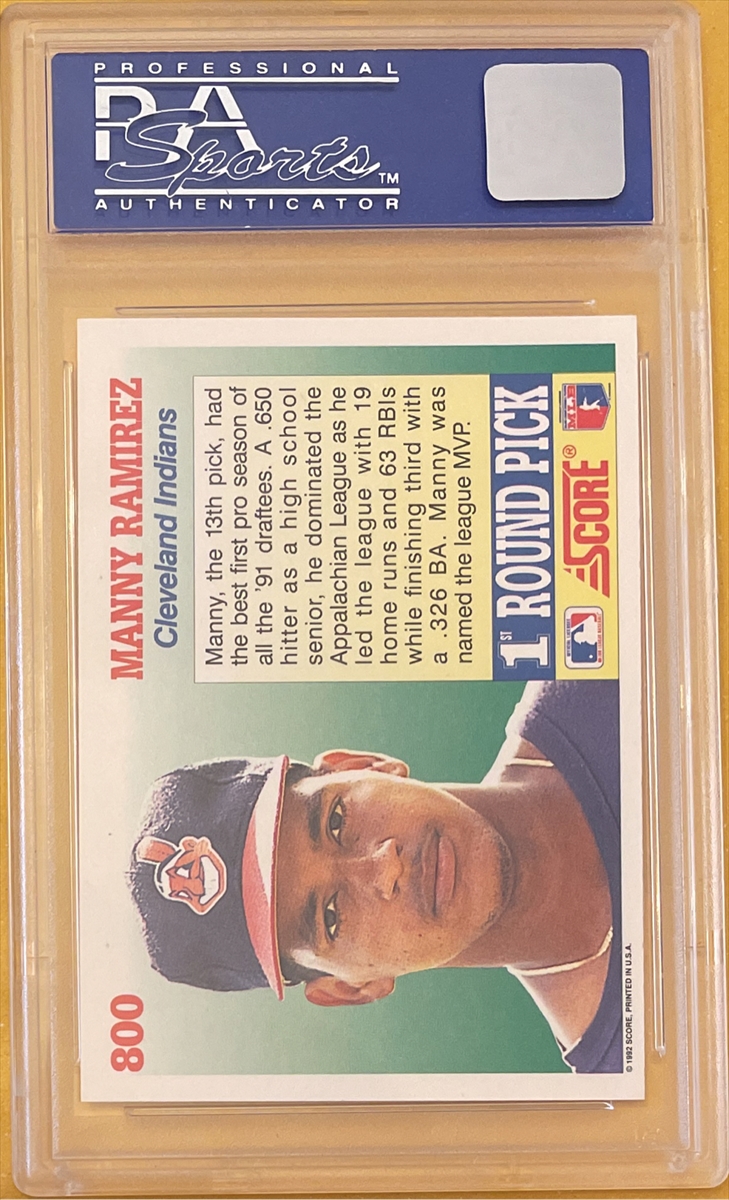 PROFESSIONAL
PSA
Sports™
AUTHENTICATOR
800
MANNY RAMIREZ
Cleveland Indians
Manny, the 13th pick, had
the best first pro season of
all the '91 draftees. A .650
hitter as a high school
senior, he dominated the
Appalachian League as he
led the league with 19
home runs and 63 RBIs
while finishing third with
a .326 BA. Manny was
named the league MVP.
1ST ROUND PICK
SCORE®
© 1992 SCORE, PRINTED IN U.S.A.